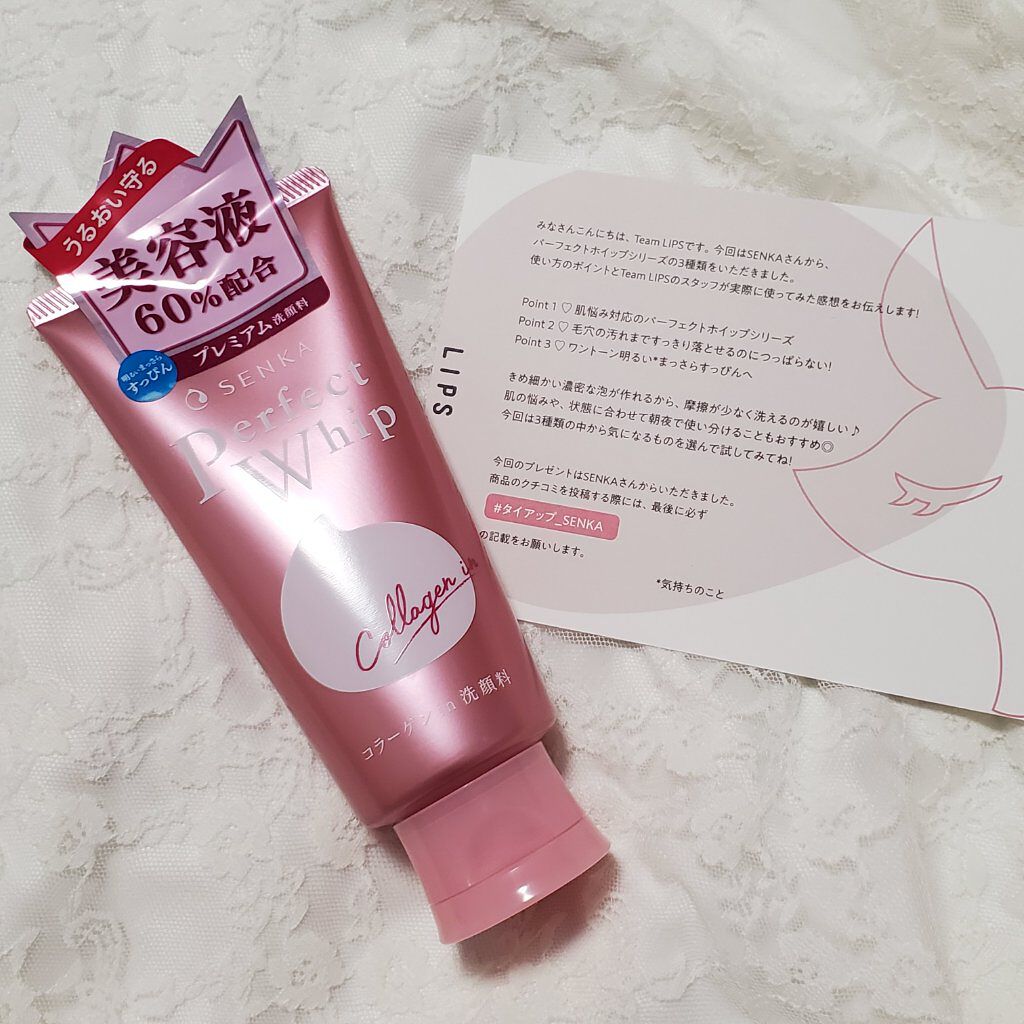 うるおい守る
美容液
60%配合
プレミアム洗顔料
明るいまっさら
すっぴん
SENKA
Perfect
Whip
Collagen in
コラーゲンin洗顔料
LIPS
みなさんこんにちは、Team LIPSです。今回はSENKAさんから、
パーフェクトホイップシリーズの3種類をいただきました。
使い方のポイントとTeam LIPSのスタッフが実際に使ってみた感想をお伝えします!
Point 1 ♡ 肌悩み対応のパーフェクトホイップシリーズ
Point 2 ♡ 毛穴の汚れまですっきり落とせるのにつっぱらない!
Point 3 ♡ ワントーン明るい*まっさらすっぴんへ
きめ細かい濃密な泡が作れるから、摩擦が少なく洗えるのが嬉しい♪
肌の悩みや、状態に合わせて朝夜で使い分けることもおすすめ◎
今回は3種類の中から気になるものを選んで試してみてね!
今回のプレゼントはSENKAさんからいただきました。
商品のクチコミを投稿する際には、最後に必ず
#タイアップ_SENKA
の記載をお願いします。
*気持ちのこと